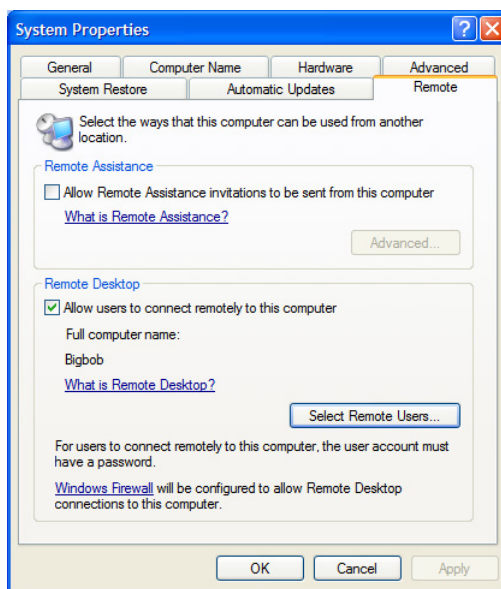 System Properties
General Computer Name Hardware Advanced
System Restore Automatic Updates Remote
Select the ways that this computer can be used from another
location.
Remote Assistance
Allow Remote Assistance invitations to be sent from this computer
What is Remote Assistance?
Advanced...
Remote Desktop
Allow users to connect remotely to this computer
Full computer name:
Bigbob
What is Remote Desktop?
Select Remote Users...
For users to connect remotely to this computer, the user account must
have a password.
Windows Firewall will be configured to allow Remote Desktop
connections to this computer.
OK Cancel Apply